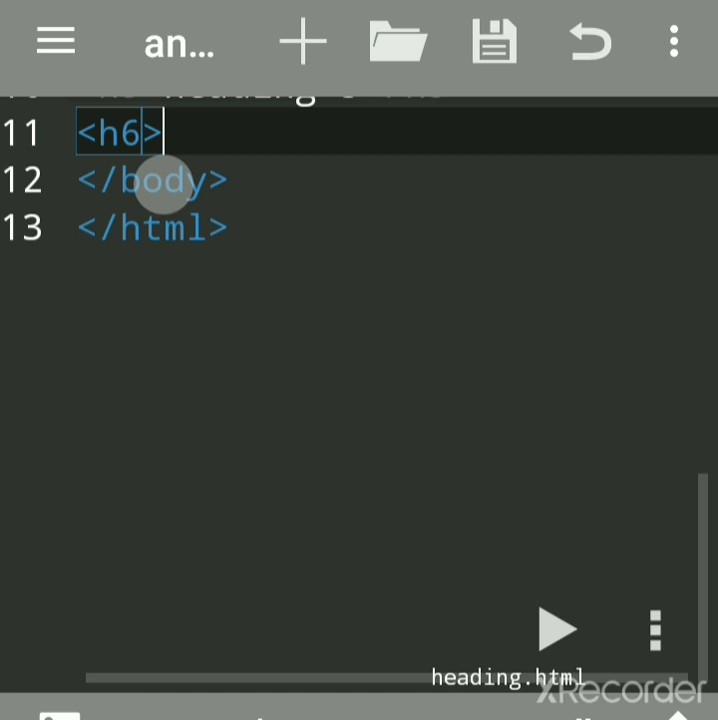 an...
11 <h6>
12 </body>
13 </html>
heading.html
XRecorder